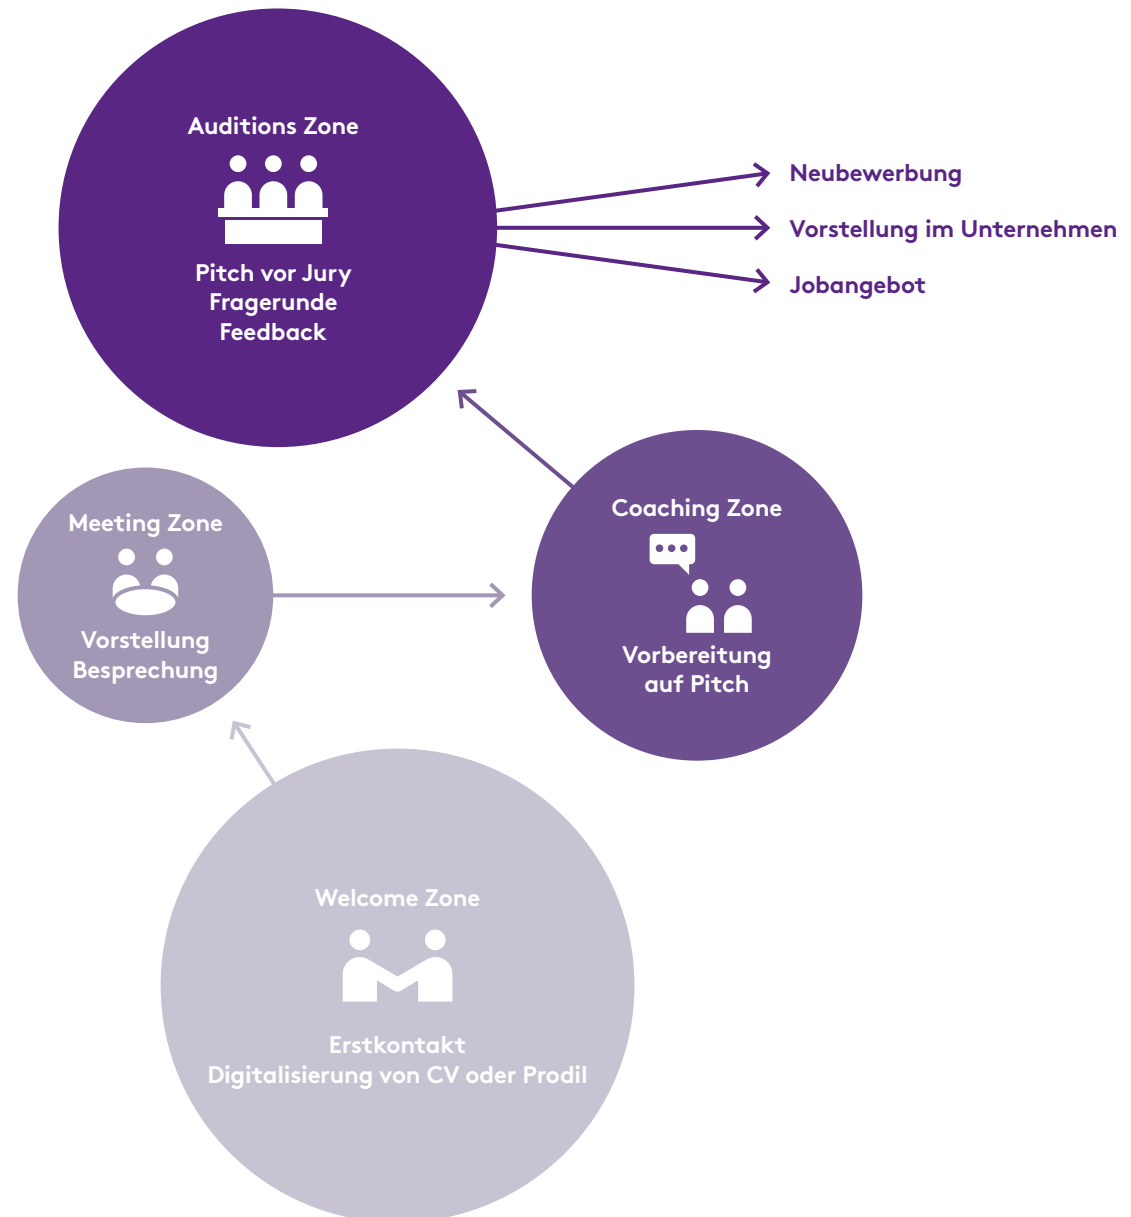 Auditions Zone
Pitch vor Jury
Fragerunde
Feedback
Neubewerbung
Vorstellung im Unternehmen
Jobangebot
Meeting Zone
Vorstellung
Besprechung
Coaching Zone
Vorbereitung
auf Pitch
Welcome Zone
Erstkontakt
Digitalisierung von CV oder Prodil